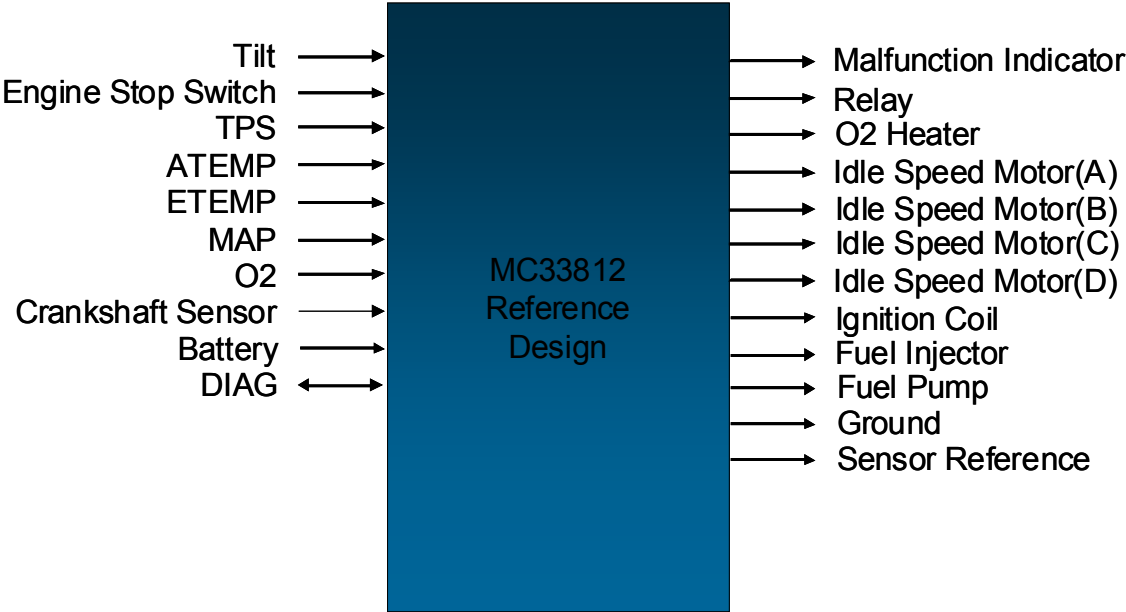 Tilt
Engine Stop Switch
TPS
ATEMP
ETEMP
MAP
O2
Crankshaft Sensor
Battery
DIAG
MC33812
Reference
Design
Malfunction Indicator
Relay
O2 Heater
Idle Speed Motor(A)
Idle Speed Motor(B)
Idle Speed Motor(C)
Idle Speed Motor(D)
Ignition Coil
Fuel Injector
Fuel Pump
Ground
Sensor Reference